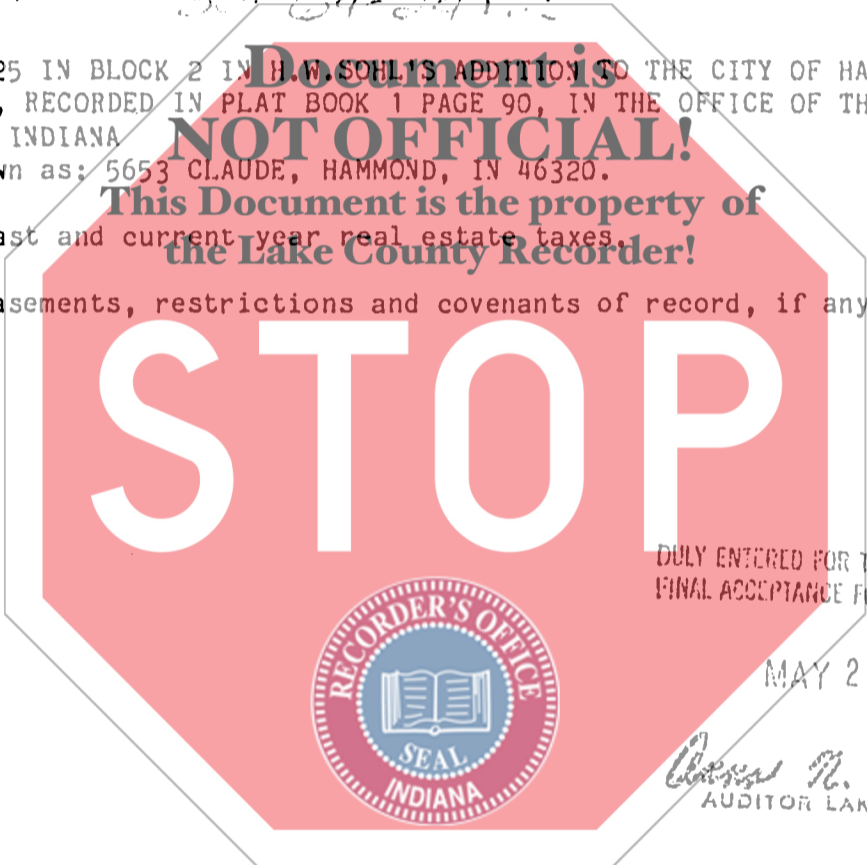 25 IN BLOCK 2 IN H.W.SOHL'S ADDITION TO THE CITY OF HA
Document is
, RECORDED IN PLAT BOOK 1 PAGE 90, IN THE OFFICE OF TH
INDIANA
NOT OFFICIAL!
wn as: 5653 CLAUDE, HAMMOND, IN 46320.
This Document is the property of
ast and current year real estate taxes.
the Lake County Recorder!
asements, restrictions and covenants of record, if any
STOP
DULY ENTERED FOR T
FINAL ACCEPTANCE F
RECORDER'S OFFICE
MAY 2
SEAL
INDIANA
N.
AUDITOR LAK